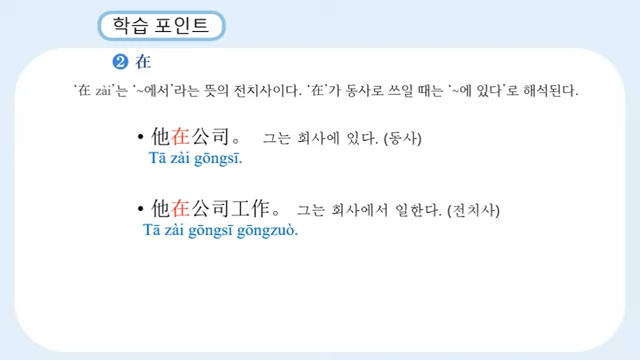 학습 포인트
❷ 在
‘在 zài’는 ‘~에서’라는 뜻의 전치사이다. ‘在’가 동사로 쓰일 때는 ‘~에 있다’로 해석된다.
• 他在公司。 그는 회사에 있다. (동사)
Tā zài gōngsī.
• 他在公司工作。 그는 회사에서 일한다. (전치사)
Tā zài gōngsī gōngzuò.